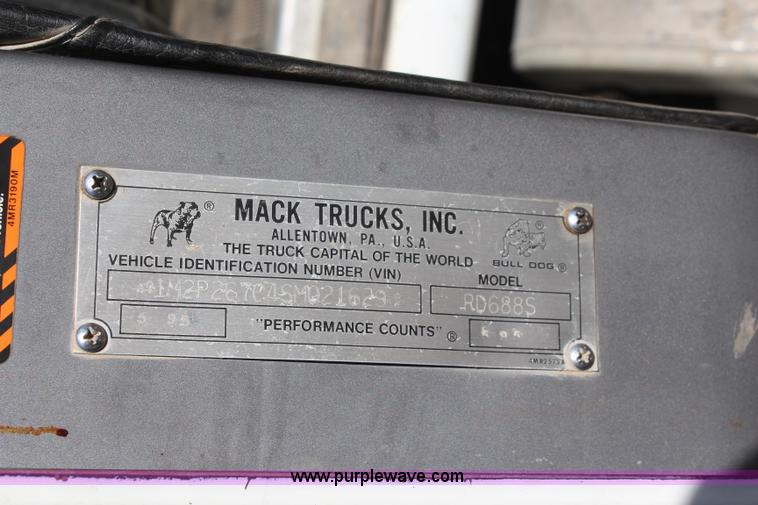 4MR3190M
MACK TRUCKS, INC.
ALLENTOWN, PA., U.S.A.
THE TRUCK CAPITAL OF THE WORLD
BULL DOG ®
VEHICLE IDENTIFICATION NUMBER (VIN)
MODEL
RD688S
5 95
"PERFORMANCE COUNTS" ®
www.purplewave.com